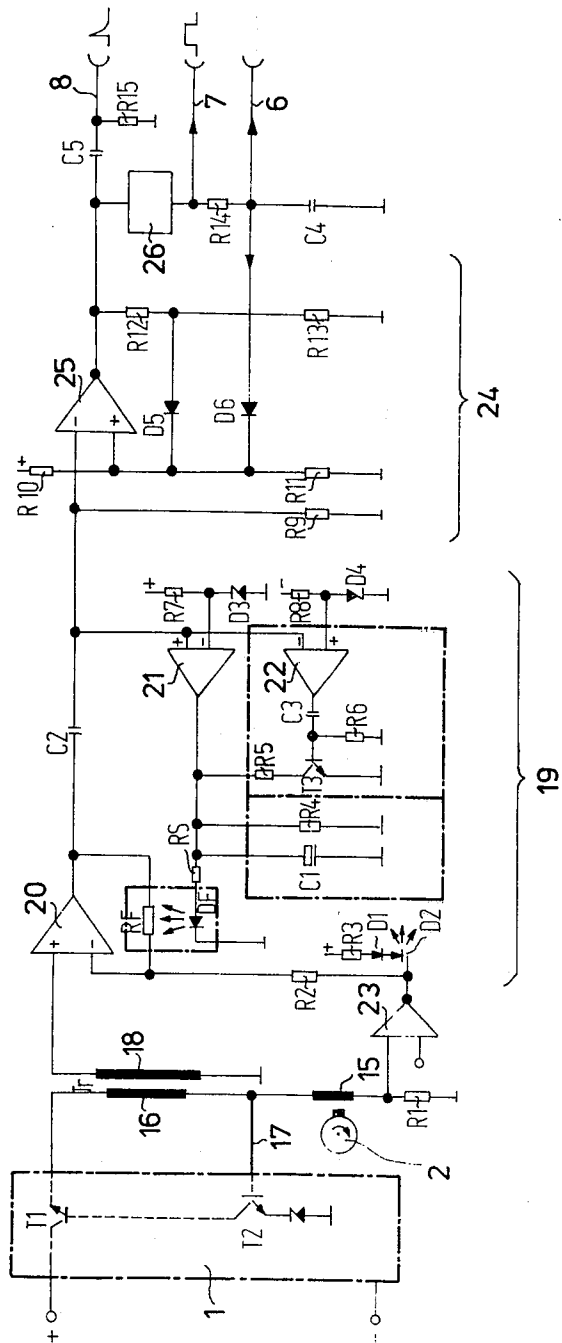 8
R15
C5
7
6
26
R14
C4
R12
R13
25
D5
D6
24
-
+
R10
+
R11
R9
C2
21
+
-
R7
+
D3
R8
-
D4
22
-
+
C3
R5
T3
R6
R4
C1
RS
DF
RF
20
+
-
19
R2
R3
+
D1
D2
23
Tr
18
16
15
17
R1
2
T1
T2
1
+
-